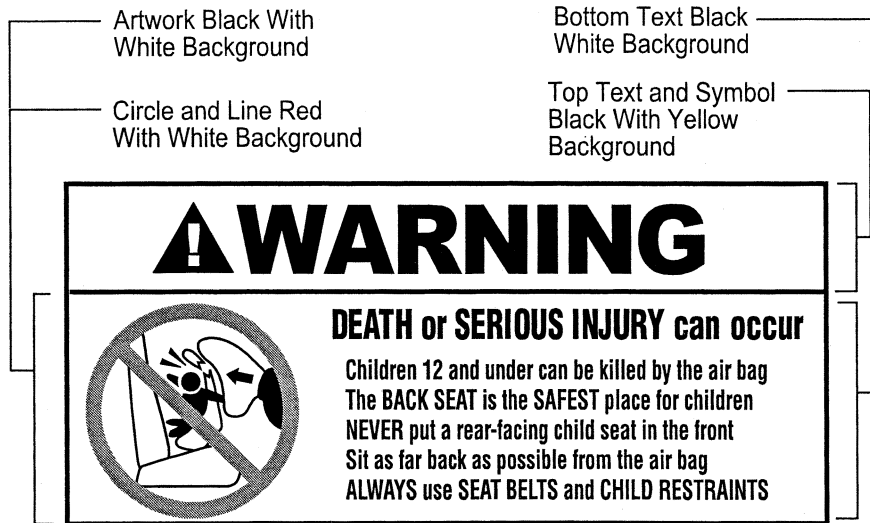 Artwork Black With
White Background
Bottom Text Black
White Background
Circle and Line Red
With White Background
Top Text and Symbol
Black With Yellow
Background
WARNING
DEATH or SERIOUS INJURY can occur
Children 12 and under can be killed by the air bag
The BACK SEAT is the SAFEST place for children
NEVER put a rear-facing child seat in the front
Sit as far back as possible from the air bag
ALWAYS use SEAT BELTS and CHILD RESTRAINTS